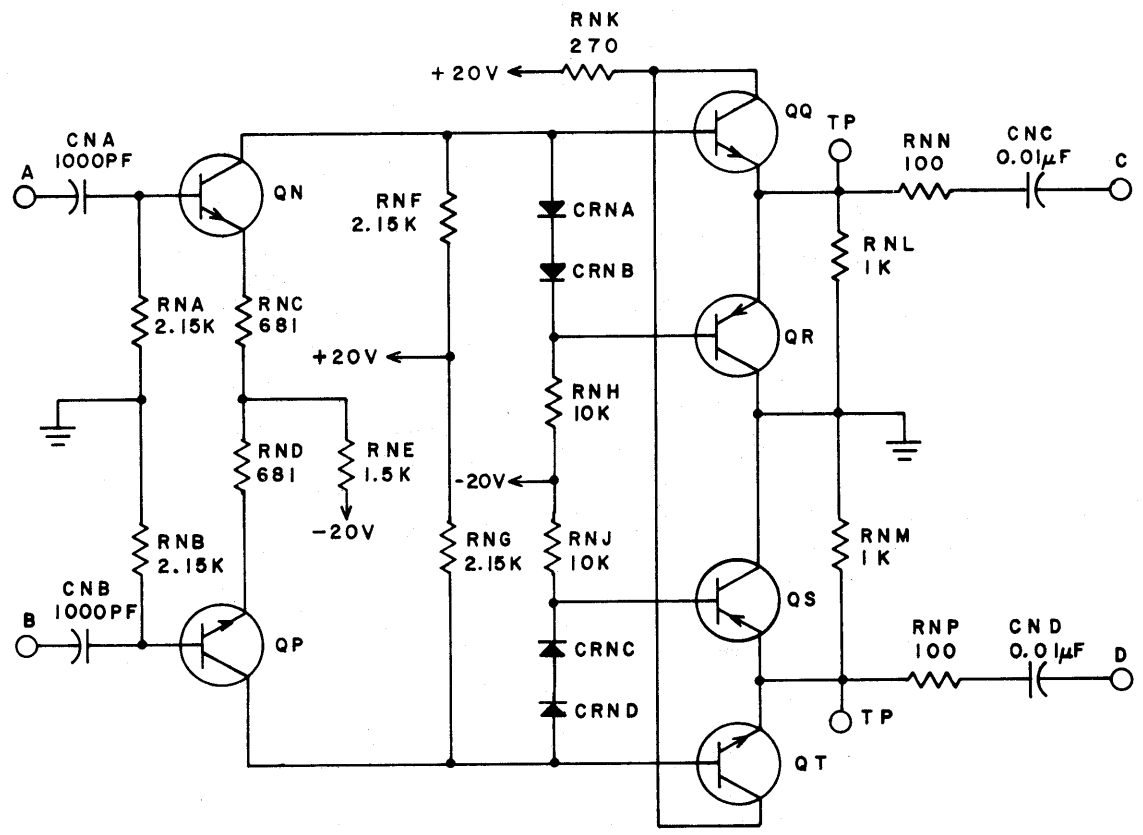 RNK
270
+20V
QQ
TP
CNA
1000PF
RNN
100
CNC
0.01µF
C
A
QN
RNF
2.15K
CRNA
RNL
1K
CRNB
RNA
2.15K
RNC
681
QR
+20V
RNH
10K
RND
681
RNE
1.5K
-20V
-20V
RNB
2.15K
RNG
2.15K
RNJ
10K
RNM
1K
CNB
1000PF
QS
B
QP
CRNC
RNP
100
CND
0.01µF
D
CRND
TP
QT